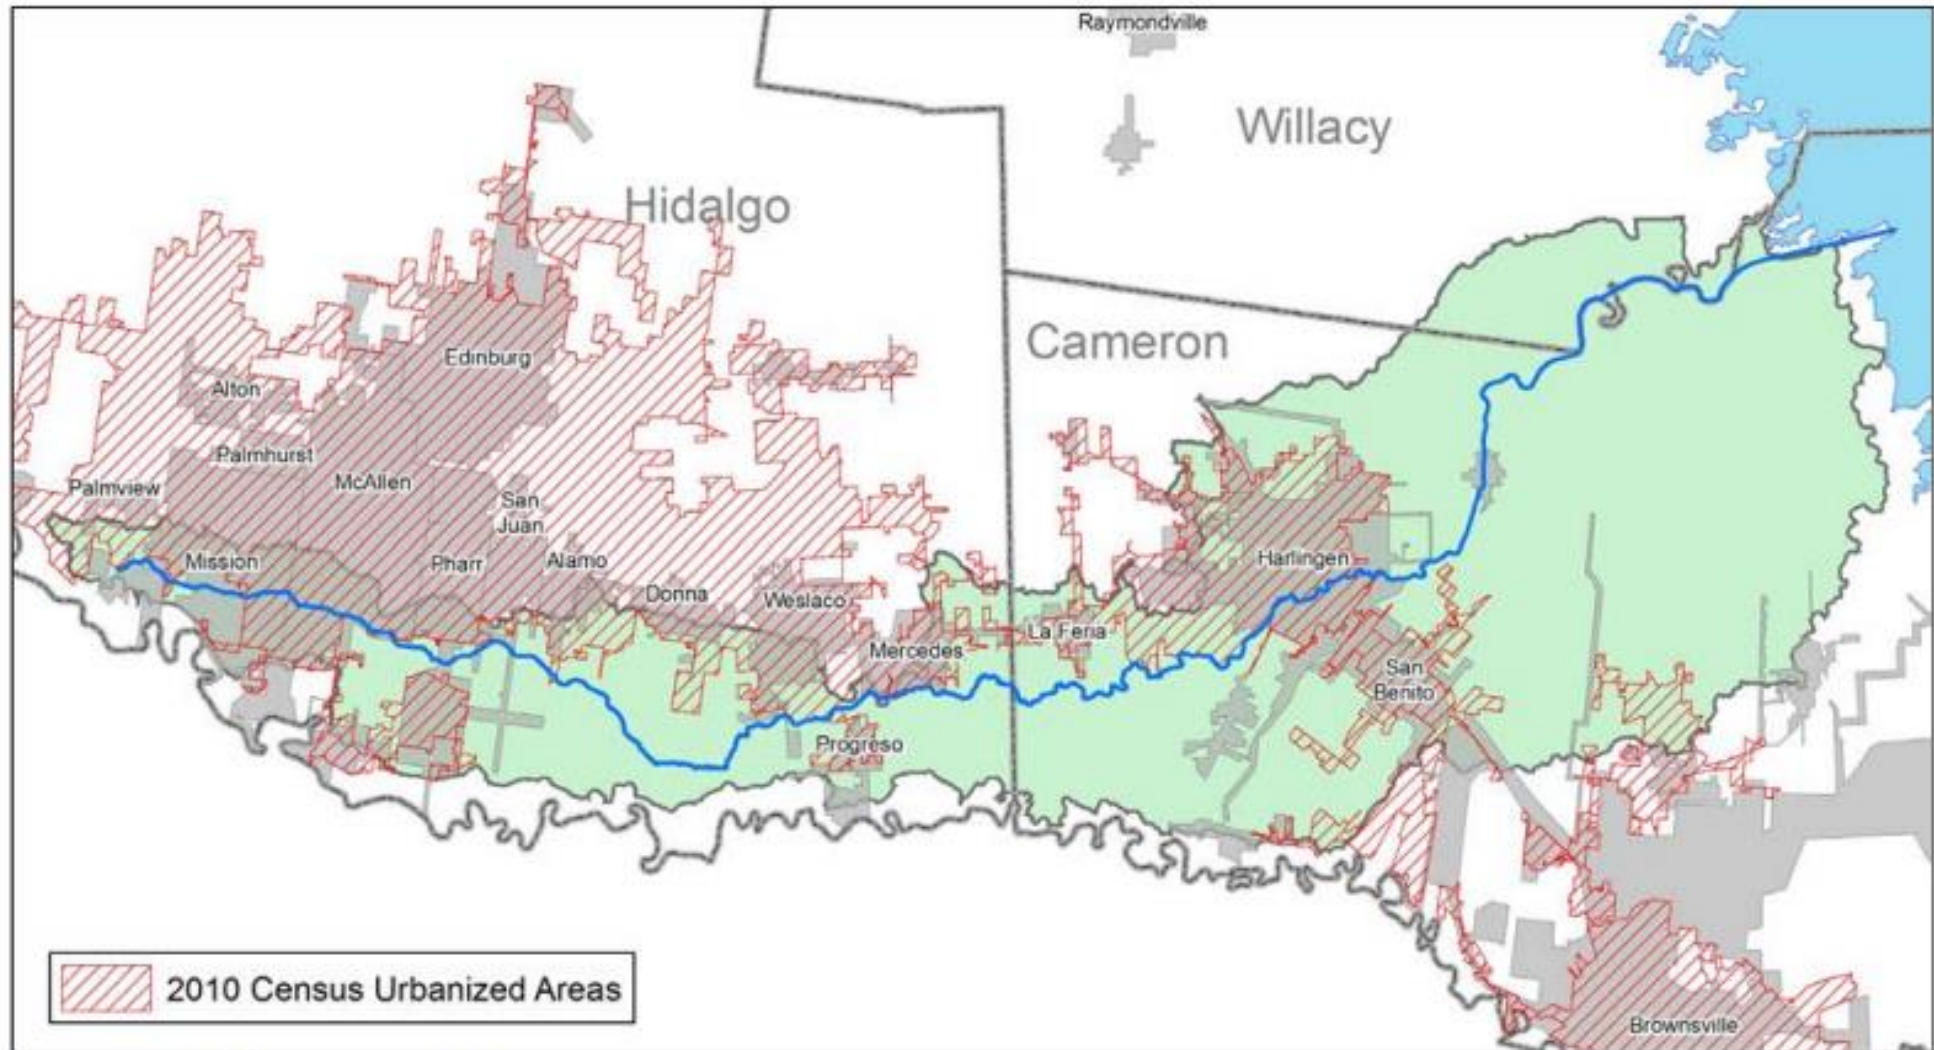 Raymondville
Willacy
Hidalgo
Cameron
Edinburg
Alton
Palmhurst
McAllen
Palmview
San
Juan
Mission
Pharr
Alamo
Donna
Weslaco
Harlingen
La Feria
Mercedes
San
Benito
Progreso
2010 Census Urbanized Areas
Brownsville